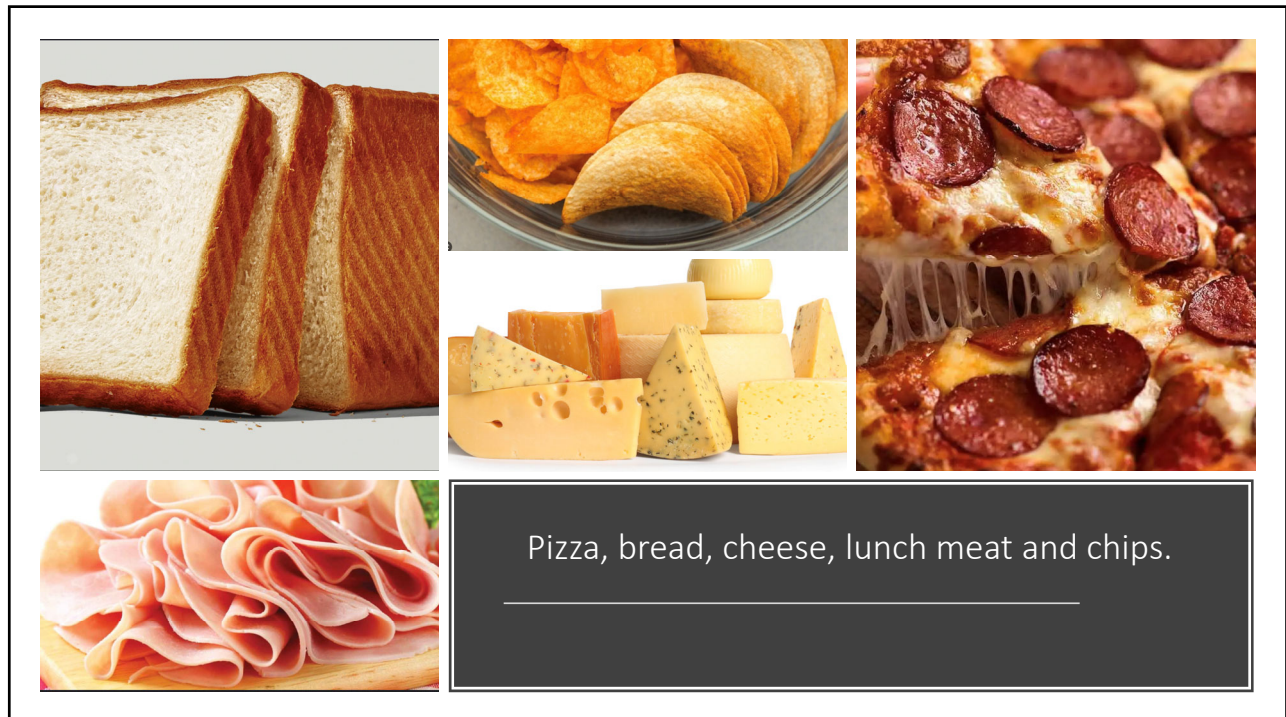 Pizza, bread, cheese, lunch meat and chips.